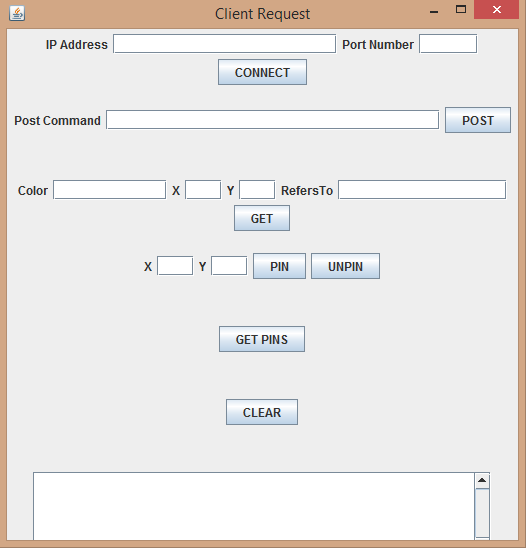 Client Request
IP Address Port Number
CONNECT
Post Command POST
Color X Y RefersTo
GET
X Y PIN UNPIN
GET PINS
CLEAR